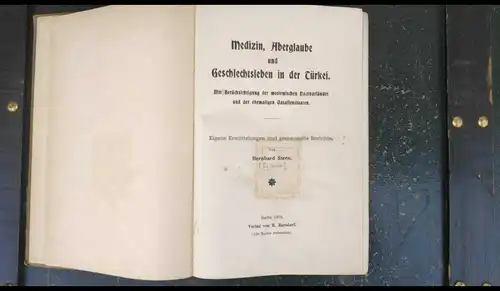 Medizin, Aberglaube
und
Geschlechtsleben in der Türkei.
Mit Berücksichtigung der moslemischen Nachbarländer
und der ehemaligen Vasallenstaaten.
Eigene Ermittelungen und gesammelte Berichte.
Von
Bernhard Stern.
Berlin 1903.
Verlag von H. Barsdorf.